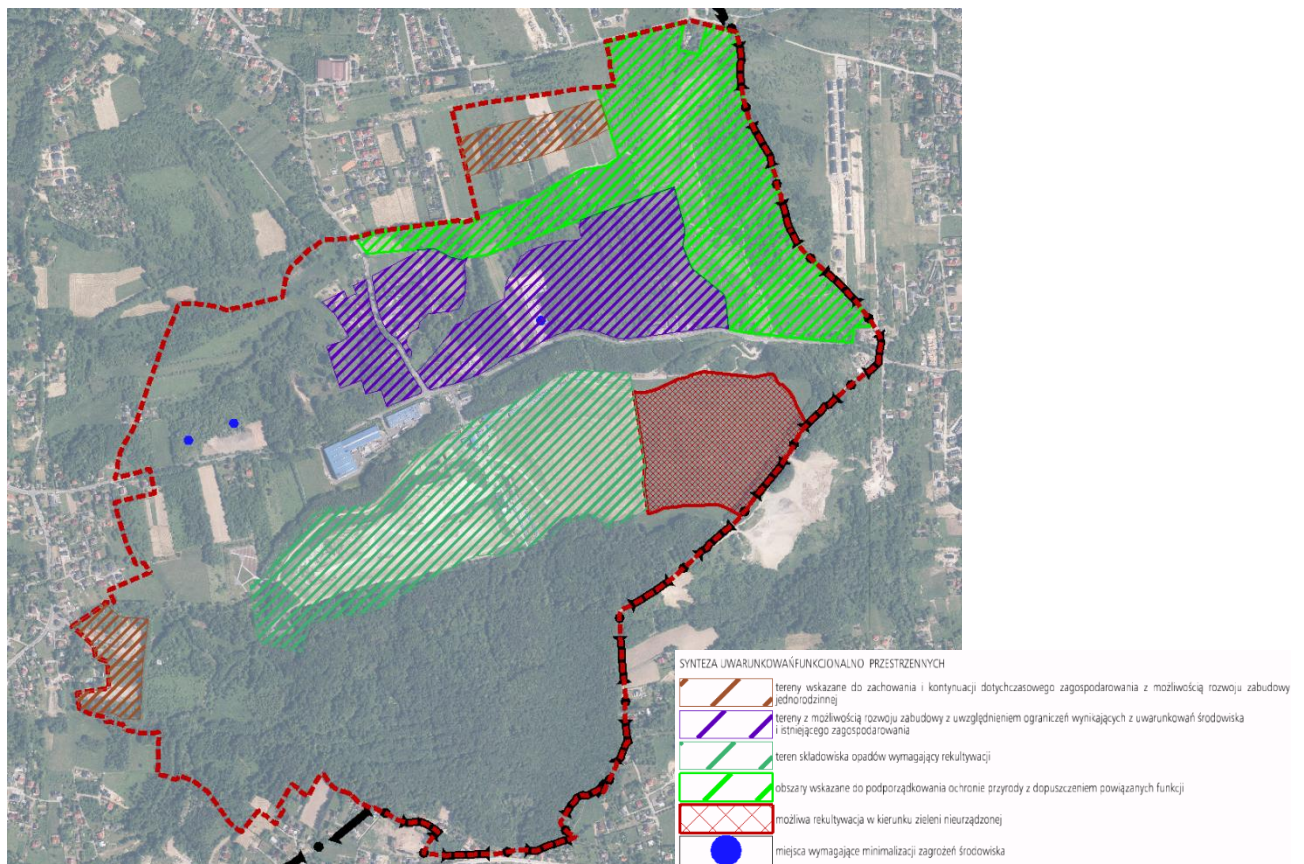 SYNTEZA UWARUNKOWAŃFUNKCJONALNO PRZESTRZENNYCH
tereny wskazane do zachowania i kontynuacji dotychczasowego zagospodarowania z możliwością rozwoju zabudowy
jednorodzinnej
tereny z możliwością rozwoju zabudowy z uwzględnieniem ograniczeń wynikających z uwarunkowań środowiska
i istniejącego zagospodarowania
teren składowiska opadów wymagający rekultywacji
obszary wskazane do podporządkowania ochronie przyrody z dopuszczeniem powiązanych funkcji
możliwa rekultywacja w kierunku zieleni nieurządzonej
miejsca wymagające minimalizacji zagrożeń środowiska